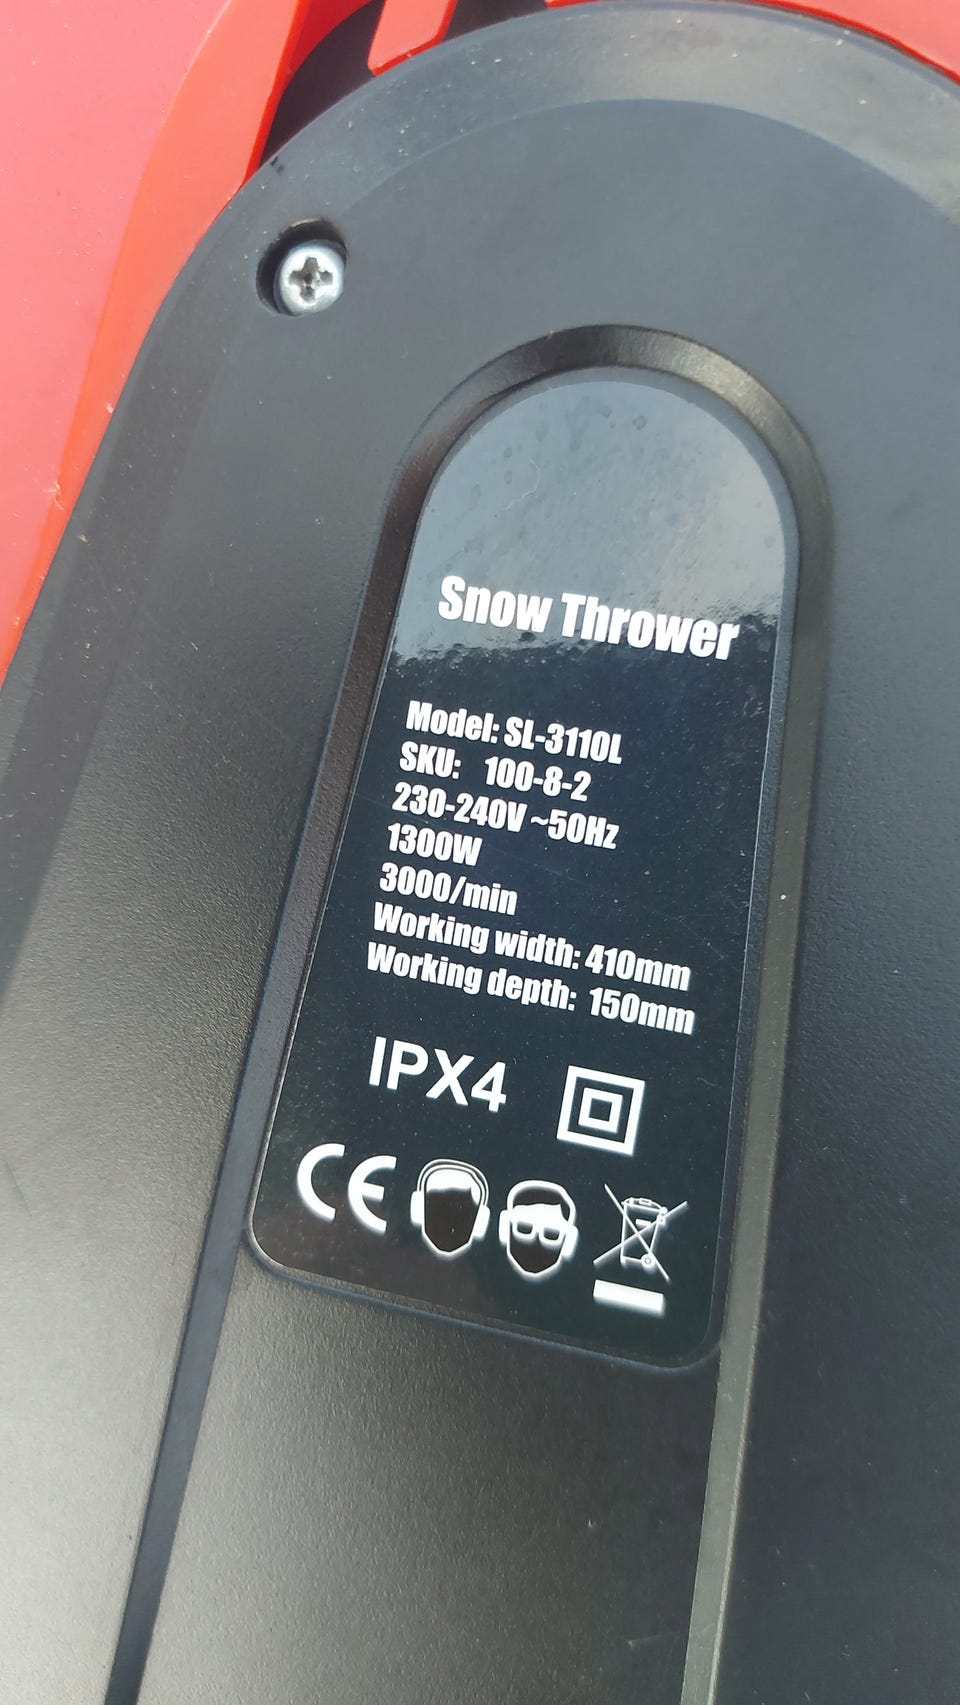 Snow Thrower
Model: SL-3110L
SKU: 100-8-2
230-240V ~50Hz
1300W
3000/min
Working width: 410mm
Working depth: 150mm
IPX4
CE